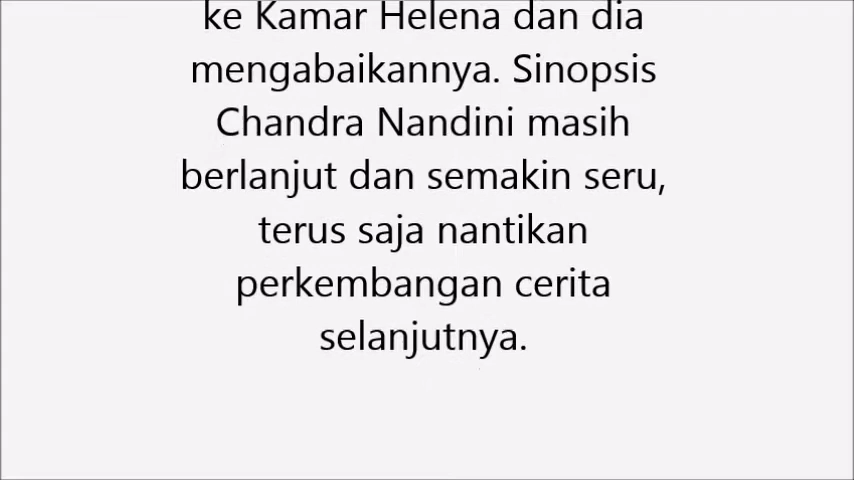 ke Kamar Helena dan dia
mengabaikannya. Sinopsis
Chandra Nandini masih
berlanjut dan semakin seru,
terus saja nantikan
perkembangan cerita
selanjutnya.